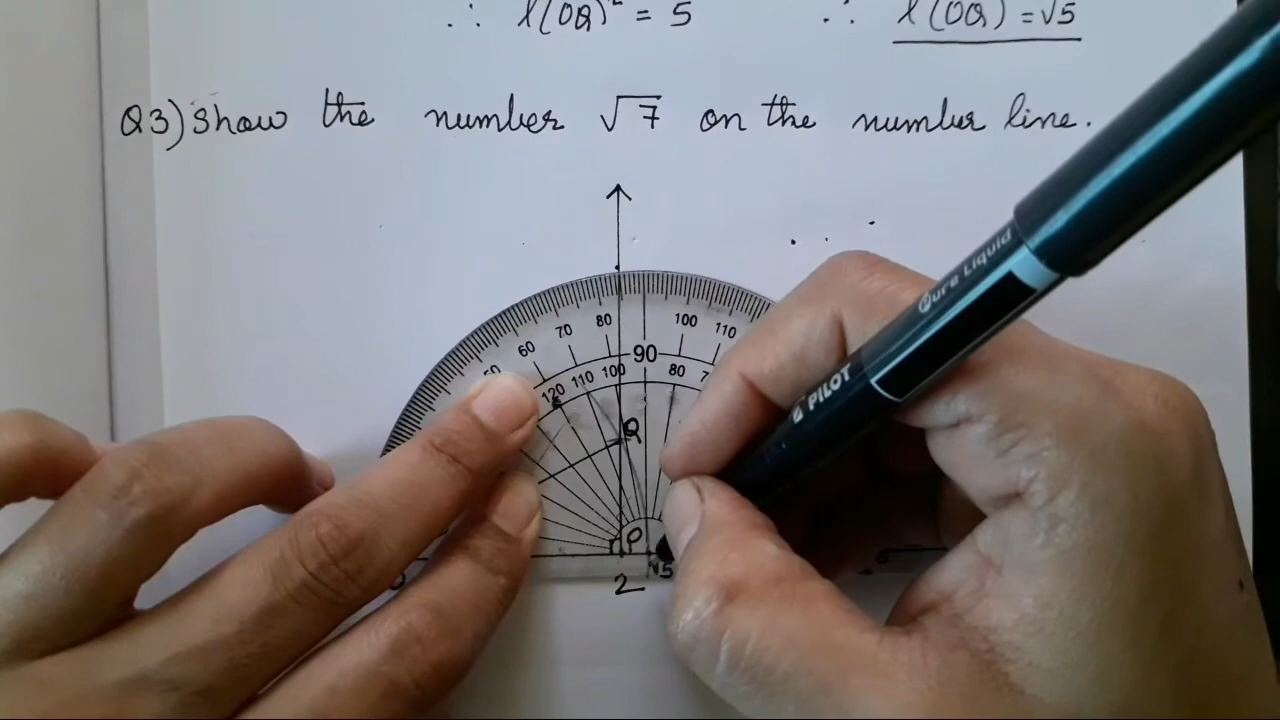 ∴ l(OQ)² = 5 ∴ l(OQ) = √5
Q3) Show the number √7 on the number line.
80 100
70 110
60 90
50 120 110 100 80 7
Q
P
O 2 √5
Pure Liquid
PILOT